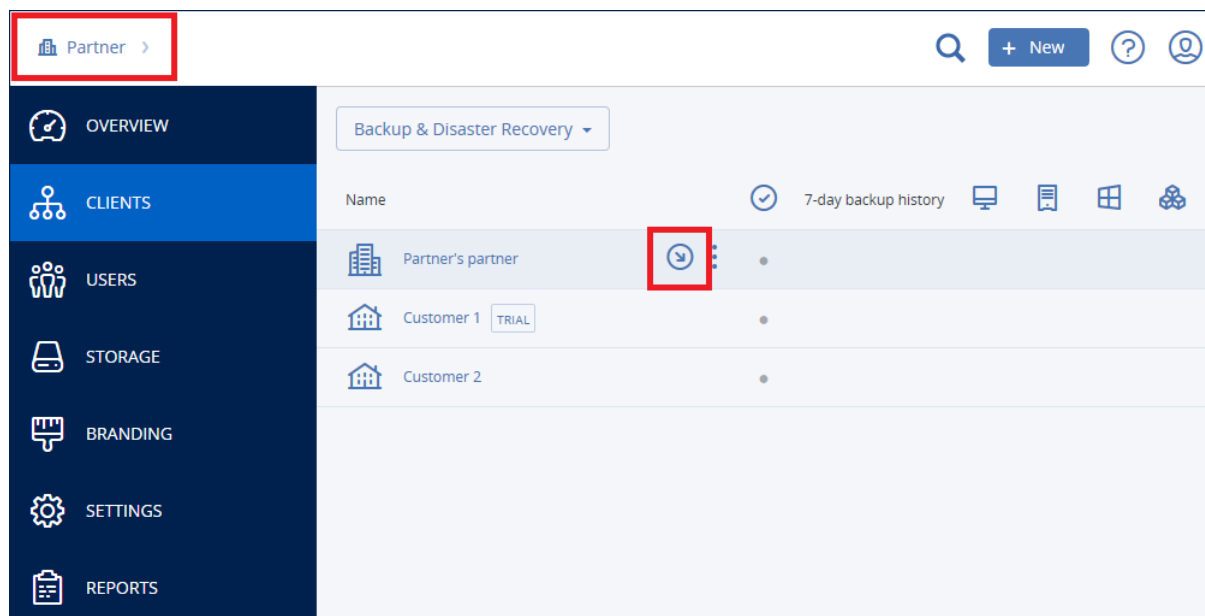 Partner
+ New
OVERVIEW
CLIENTS
USERS
STORAGE
BRANDING
SETTINGS
REPORTS
Backup & Disaster Recovery
Name
7-day backup history
Partner's partner
Customer 1 TRIAL
Customer 2